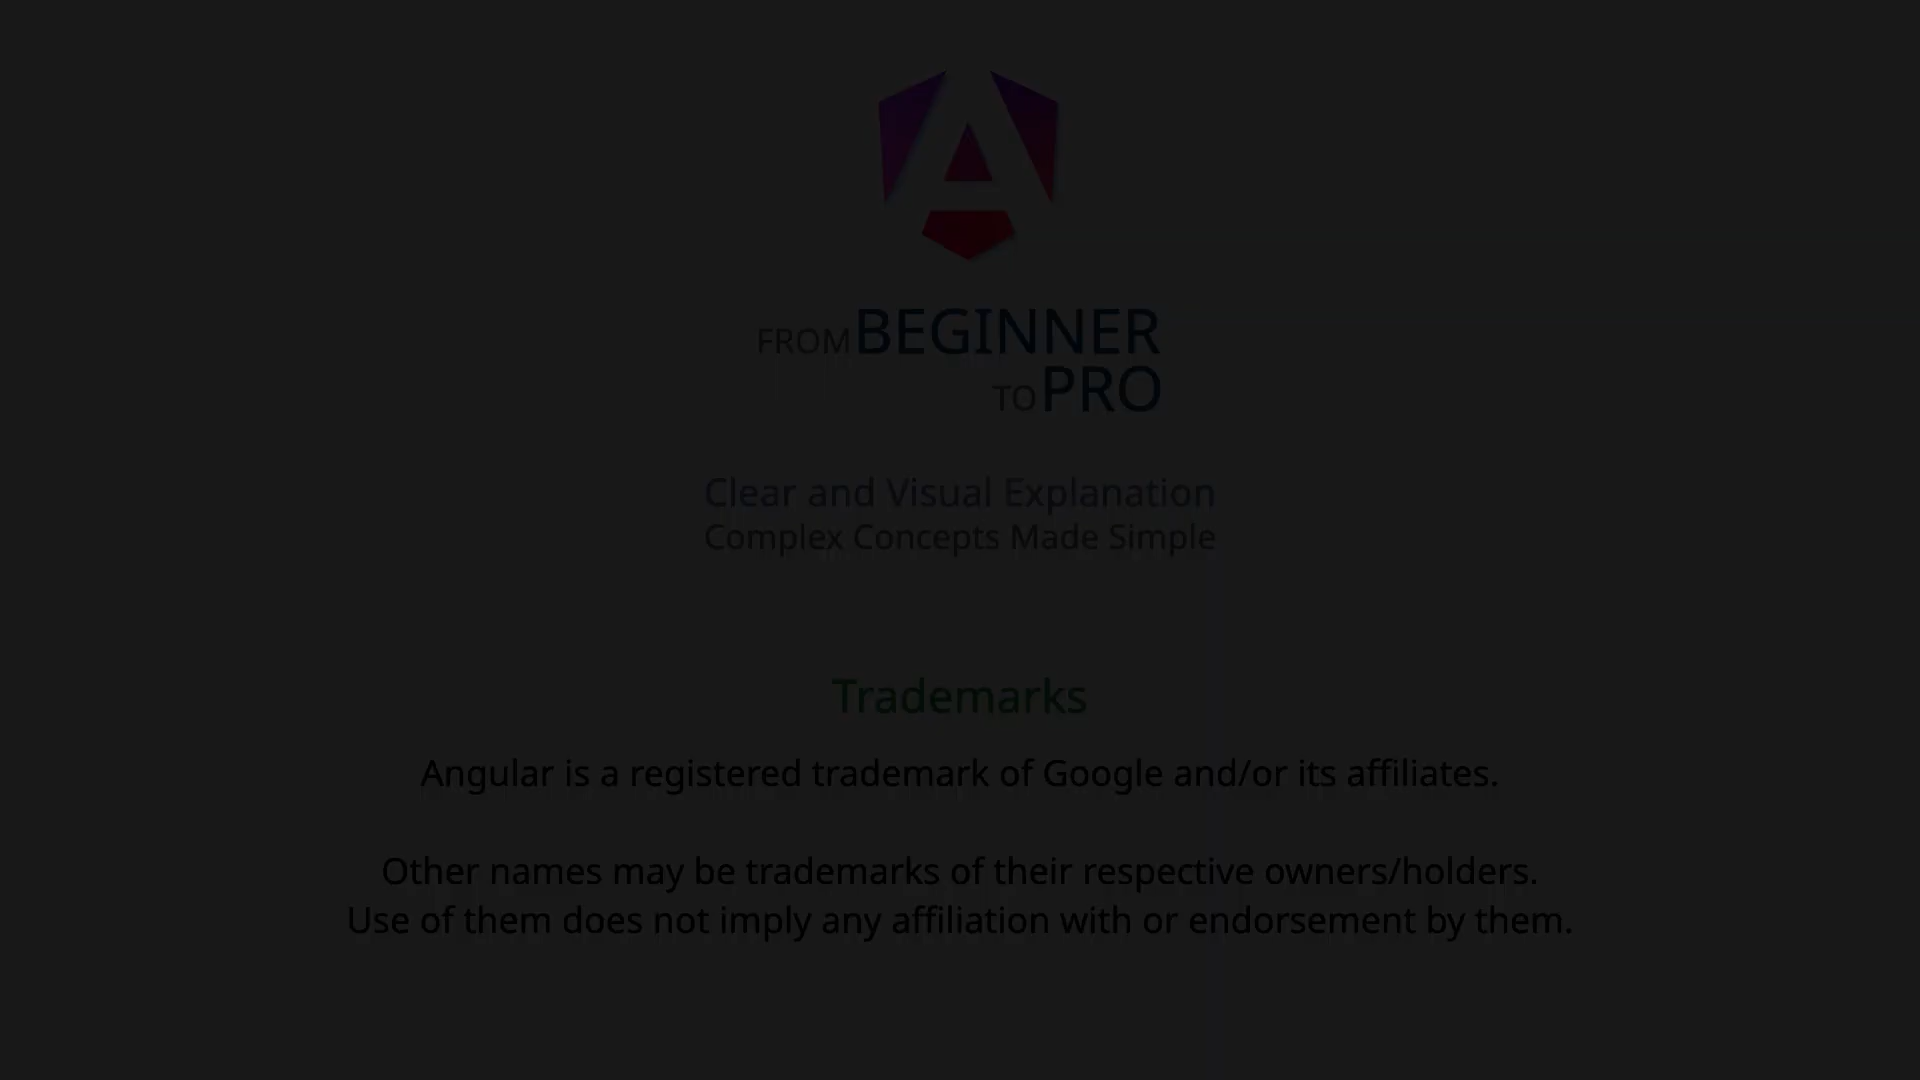 FROM BEGINNER
TO PRO
Clear and Visual Explanation
Complex Concepts Made Simple
Trademarks
Angular is a registered trademark of Google and/or its affiliates.
Other names may be trademarks of their respective owners/holders.
Use of them does not imply any affiliation with or endorsement by them.